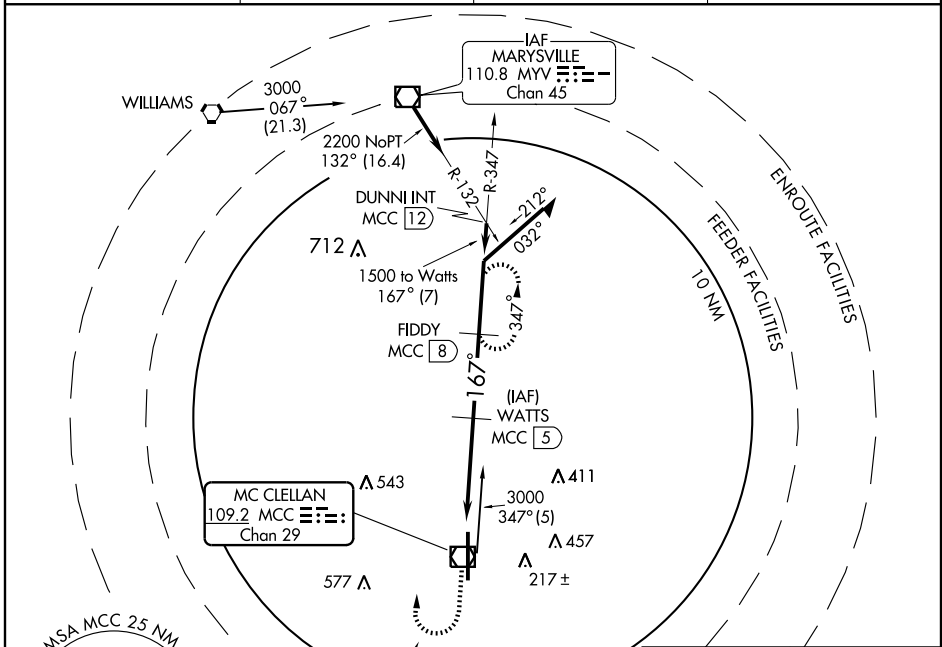 IAF
MARYSVILLE
110.8 MYV
Chan 45
WILLIAMS
3000
067°
(21.3)
2200 NoPT
132° (16.4)
R-132
R-347
DUNNI INT
MCC 12
212°
032°
712
1500 to Watts
167° (7)
347°
FIDDY
MCC 8
167°
10 NM
FEEDER FACILITIES
ENROUTE FACILITIES
(IAF)
WATTS
MCC 5
543
411
MC CLELLAN
109.2 MCC
Chan 29
3000
347° (5)
457
577
217 ±
MSA MCC 25 NM